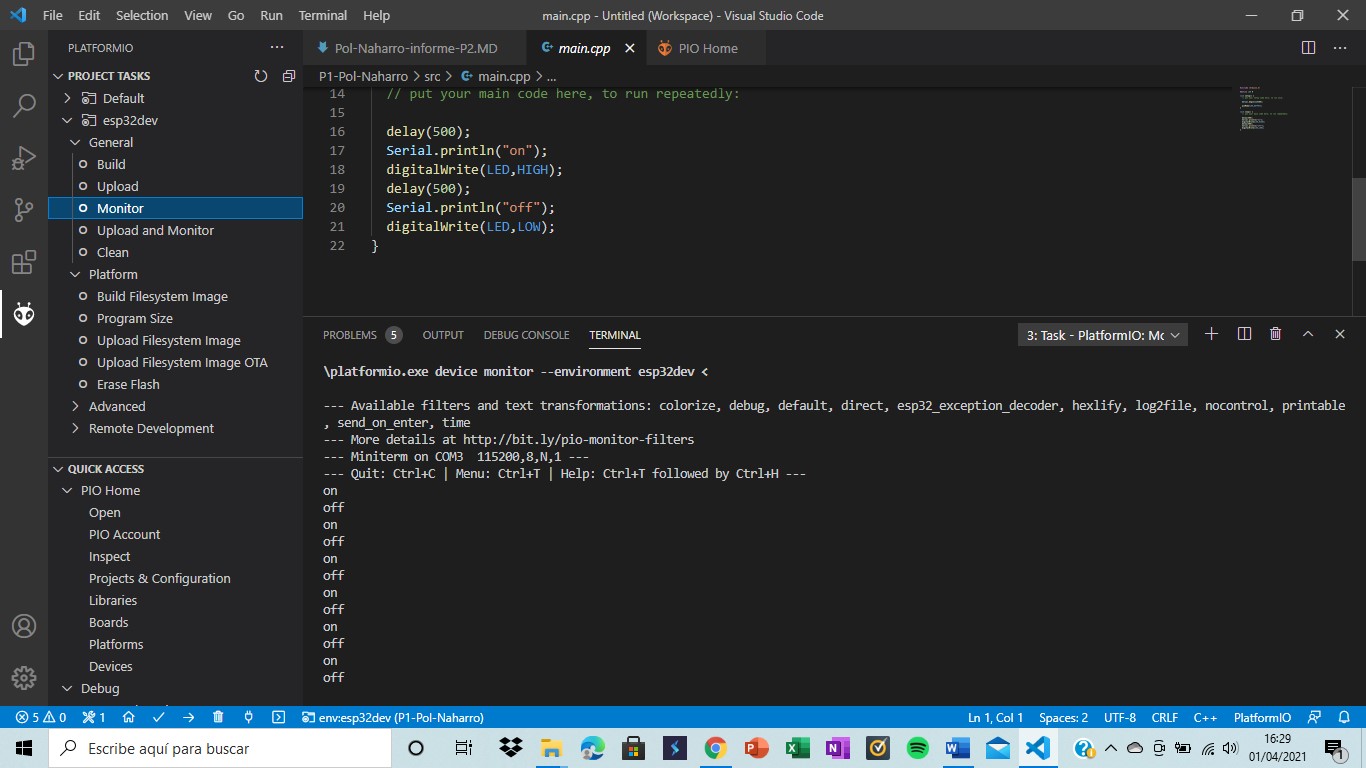 File Edit Selection View Go Run Terminal Help
main.cpp - Untitled (Workspace) - Visual Studio Code
PLATFORMIO
PROJECT TASKS
Default
esp32dev
General
Build
Upload
Monitor
Upload and Monitor
Clean
Platform
Build Filesystem Image
Program Size
Upload Filesystem Image
Upload Filesystem Image OTA
Erase Flash
Advanced
Remote Development
QUICK ACCESS
PIO Home
Open
PIO Account
Inspect
Projects & Configuration
Libraries
Boards
Platforms
Devices
Debug
Pol-Naharro-informe-P2.MD
main.cpp
PIO Home
P1-Pol-Naharro > src > main.cpp > ...
14 // put your main code here, to run repeatedly:
15
16 delay(500);
17 Serial.println("on");
18 digitalWrite(LED,HIGH);
19 delay(500);
20 Serial.println("off");
21 digitalWrite(LED,LOW);
22 }
PROBLEMS 5 OUTPUT DEBUG CONSOLE TERMINAL
3: Task - PlatformIO: Mc
\platformio.exe device monitor --environment esp32dev <
--- Available filters and text transformations: colorize, debug, default, direct, esp32_exception_decoder, hexlify, log2file, nocontrol, printable
, send_on_enter, time
--- More details at http://bit.ly/pio-monitor-filters
--- Miniterm on COM3  115200,8,N,1 ---
--- Quit: Ctrl+C | Menu: Ctrl+T | Help: Ctrl+T followed by Ctrl+H ---
on
off
on
off
on
off
on
off
on
off
on
off
5 0 1 env:esp32dev (P1-Pol-Naharro)
Ln 1, Col 1 Spaces: 2 UTF-8 CRLF C++ PlatformIO
Escribe aquí para buscar
16:29
01/04/2021
1